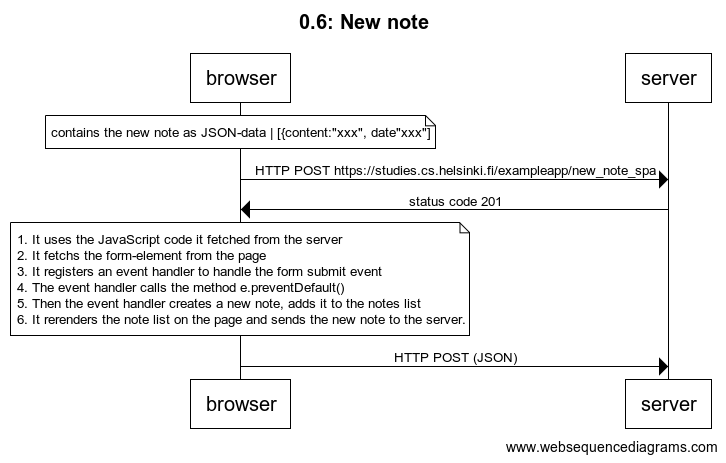 0.6: New note
browser
server
contains the new note as JSON-data | [{content:"xxx", date"xxx"]
HTTP POST https://studies.cs.helsinki.fi/exampleapp/new_note_spa
status code 201
1. It uses the JavaScript code it fetched from the server
2. It fetchs the form-element from the page
3. It registers an event handler to handle the form submit event
4. The event handler calls the method e.preventDefault()
5. Then the event handler creates a new note, adds it to the notes list
6. It rerenders the note list on the page and sends the new note to the server.
HTTP POST (JSON)
browser
server
www.websequencediagrams.com